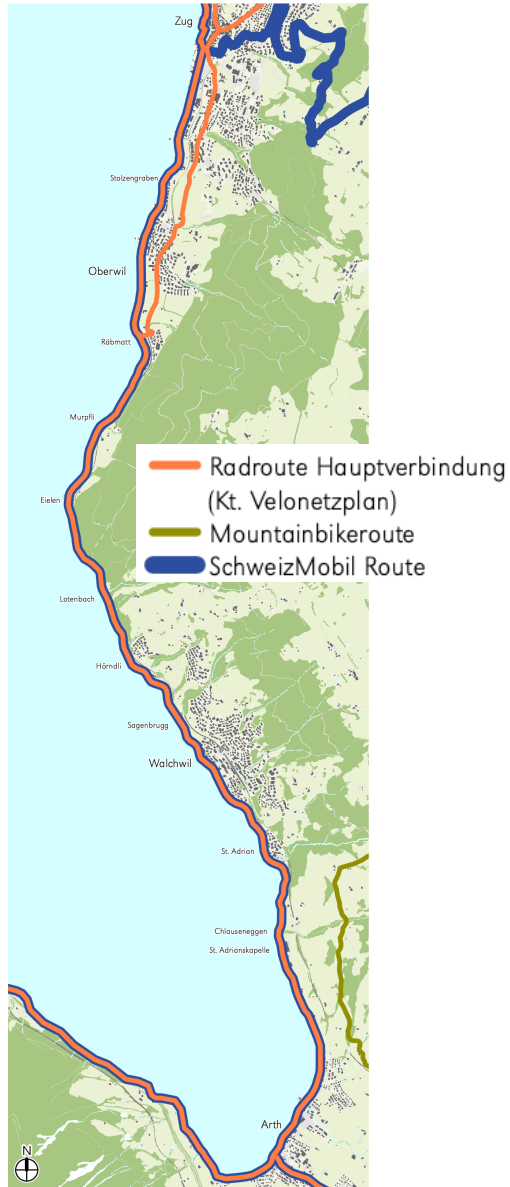 Zug
Stolzengraben
Oberwil
Räbmatt
Murpfli
Radroute Hauptverbindung
(Kt. Velonetzplan)
Mountainbikeroute
SchweizMobil Route
Eielen
Lotenbach
Hörndli
Sagenbrugg
Walchwil
St. Adrian
Chlauseneggen
St. Adrianskapelle
Arth
N